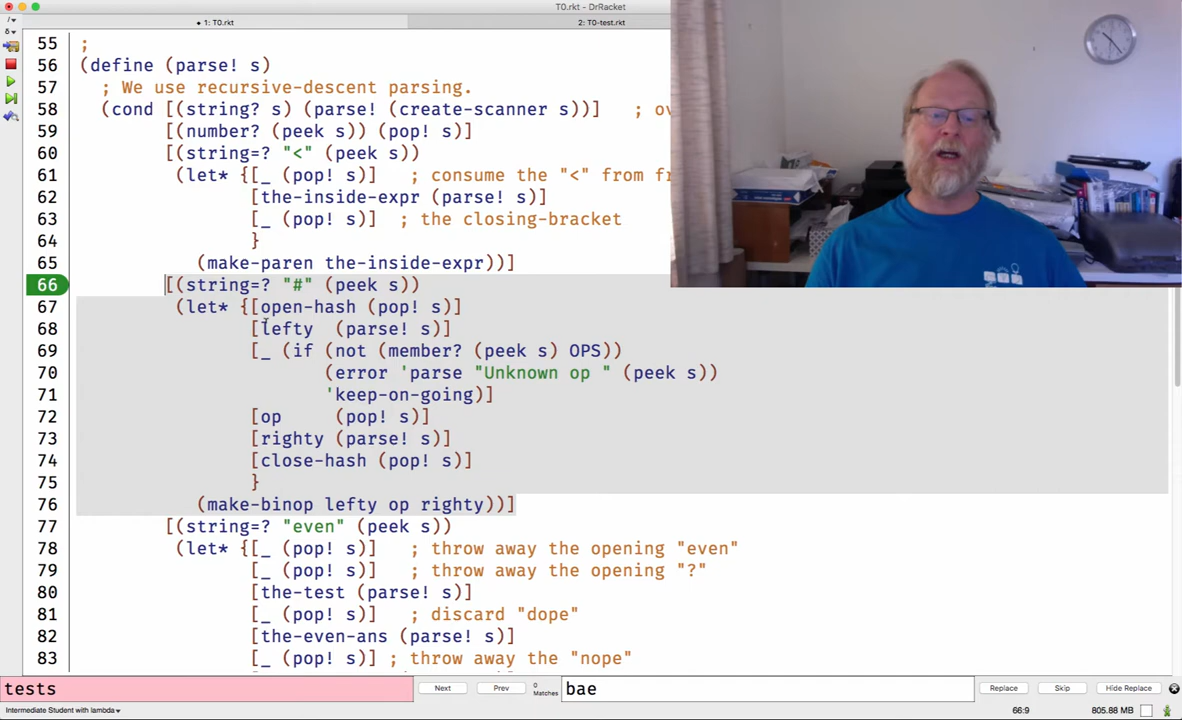 T0.rkt - DrRacket
1: T0.rkt
2: T0-test.rkt
55 ;
56 (define (parse! s)
57 ; We use recursive-descent parsing.
58 (cond [(string? s) (parse! (create-scanner s))] ; ov
59 [(number? (peek s)) (pop! s)]
60 [(string=? "<" (peek s))
61 (let* {[_ (pop! s)] ; consume the "<" from fr
62 [the-inside-expr (parse! s)]
63 [_ (pop! s)] ; the closing-bracket
64 }
65 (make-paren the-inside-expr))]
66 [(string=? "#" (peek s))
67 (let* {[open-hash (pop! s)]
68 [lefty (parse! s)]
69 [_ (if (not (member? (peek s) OPS))
70 (error 'parse "Unknown op " (peek s))
71 'keep-on-going)]
72 [op (pop! s)]
73 [righty (parse! s)]
74 [close-hash (pop! s)]
75 }
76 (make-binop lefty op righty))]
77 [(string=? "even" (peek s))
78 (let* {[_ (pop! s)] ; throw away the opening "even"
79 [_ (pop! s)] ; throw away the opening "?"
80 [the-test (parse! s)]
81 [_ (pop! s)] ; discard "dope"
82 [the-even-ans (parse! s)]
83 [_ (pop! s)] ; throw away the "nope"
tests Next Prev 0 Matches bae Replace Skip Hide Replace
Intermediate Student with lambda 66:9 805.88 MB